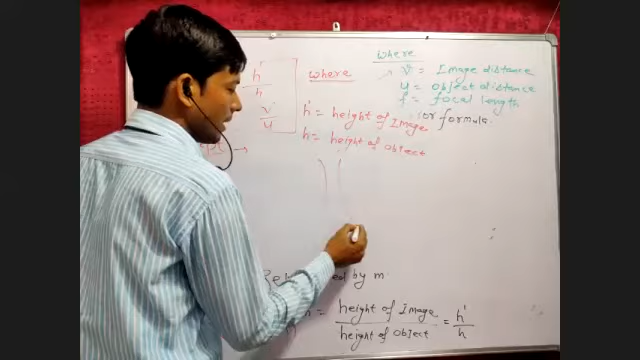 h'
h
v
u
where
h' = height of Image
h = height of object
where
v = Image distance
u = object distance
f = focal length
or formula
by m.
= height of Image
height of object
= h'
h